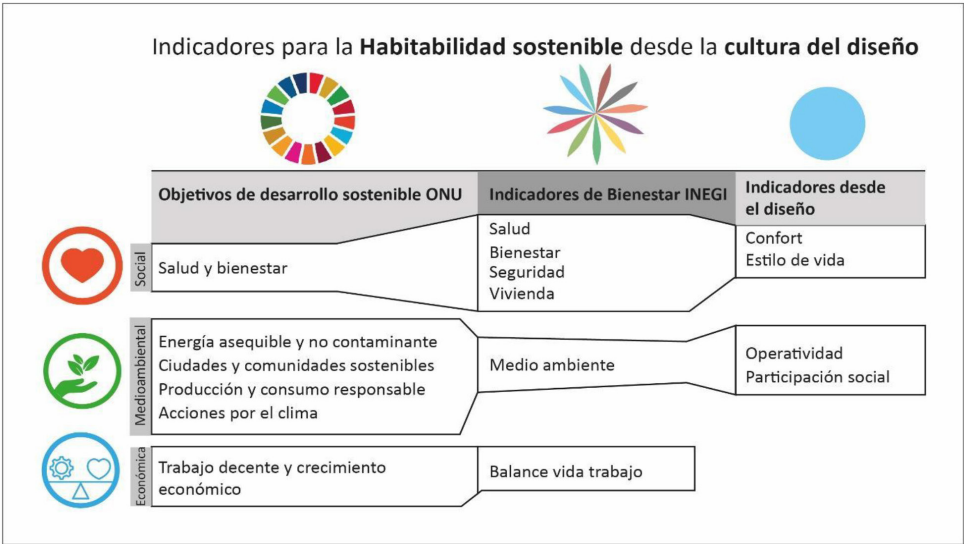 Indicadores para la Habitabilidad sostenible desde la cultura del diseño
Objetivos de desarrollo sostenible ONU
Indicadores de Bienestar INEGI
Indicadores desde
el diseño
Social
Salud y bienestar
Salud
Bienestar
Seguridad
Vivienda
Confort
Estilo de vida
Medioambiental
Energía asequible y no contaminante
Ciudades y comunidades sostenibles
Producción y consumo responsable
Acciones por el clima
Medio ambiente
Operatividad
Participación social
Económica
Trabajo decente y crecimiento
económico
Balance vida trabajo